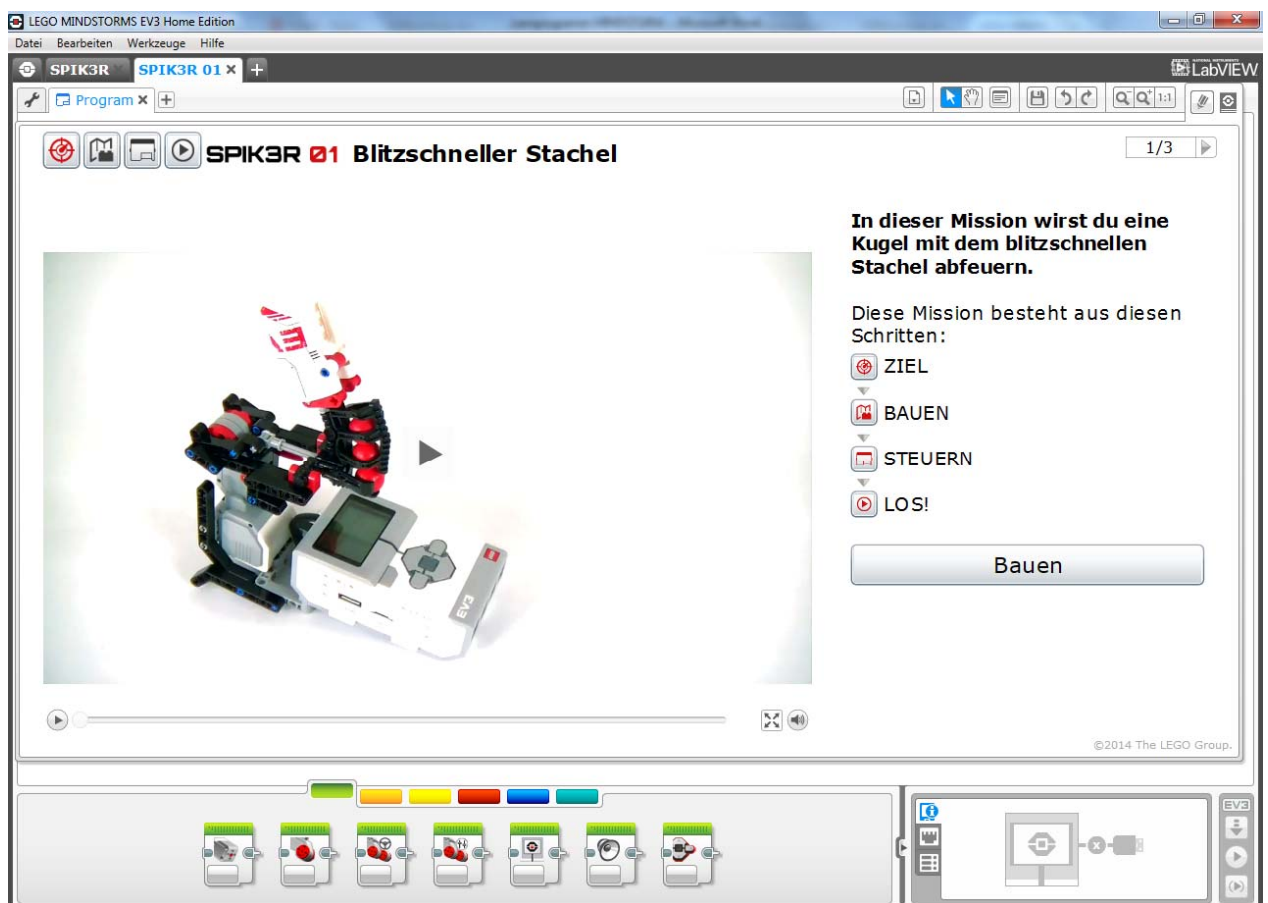 LEGO MINDSTORMS EV3 Home Edition
Datei Bearbeiten Werkzeuge Hilfe
SPIK3R SPIK3R 01 × +
LabVIEW
Program × +
1:1
SPIK3R 01 Blitzschneller Stachel
1/3
In dieser Mission wirst du eine
Kugel mit dem blitzschnellen
Stachel abfeuern.
Diese Mission besteht aus diesen
Schritten:
ZIEL
BAUEN
STEUERN
LOS!
Bauen
EV3
©2014 The LEGO Group.
EV3